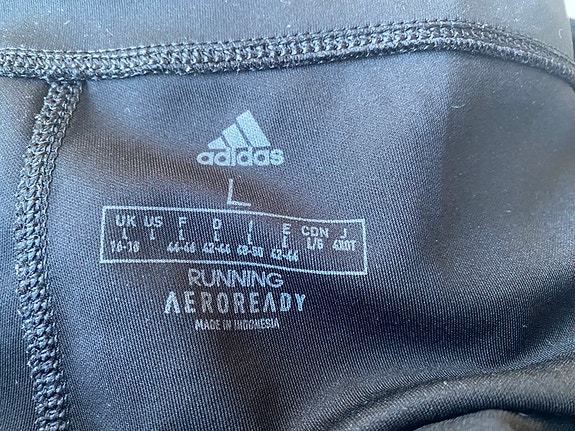 adidas
L
UK US F D I E CDN J
L L L L L L L/G 4XOT
16-18 44-46 42-44 48-50 42-44
RUNNING
AEROREADY
MADE IN INDONESIA